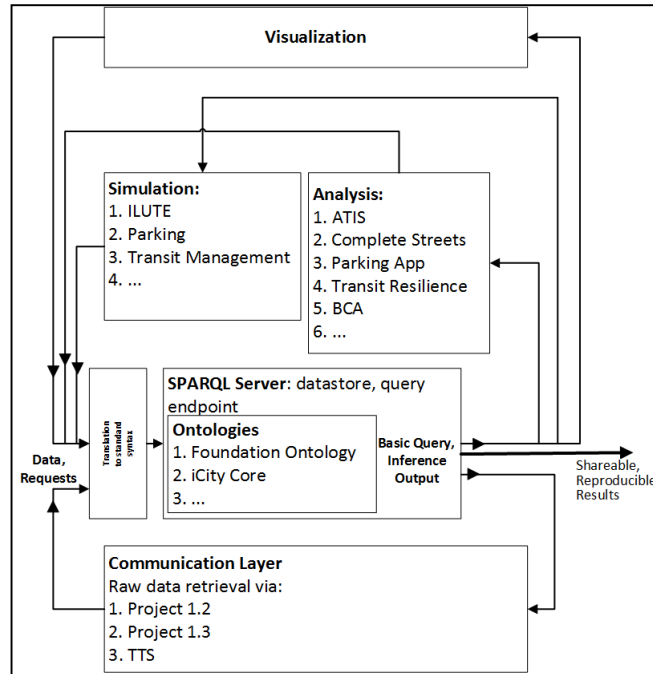 Visualization
Simulation:
1. ILUTE
2. Parking
3. Transit Management
4. ...
Analysis:
1. ATIS
2. Complete Streets
3. Parking App
4. Transit Resilience
5. BCA
6. ...
Data,
Requests
Translation
to standard
syntax
SPARQL Server: datastore, query
endpoint
Ontologies
1. Foundation Ontology
2. iCity Core
3. ...
Basic Query,
Inference
Output
Shareable,
Reproducible
Results
Communication Layer
Raw data retrieval via:
1. Project 1.2
2. Project 1.3
3. TTS